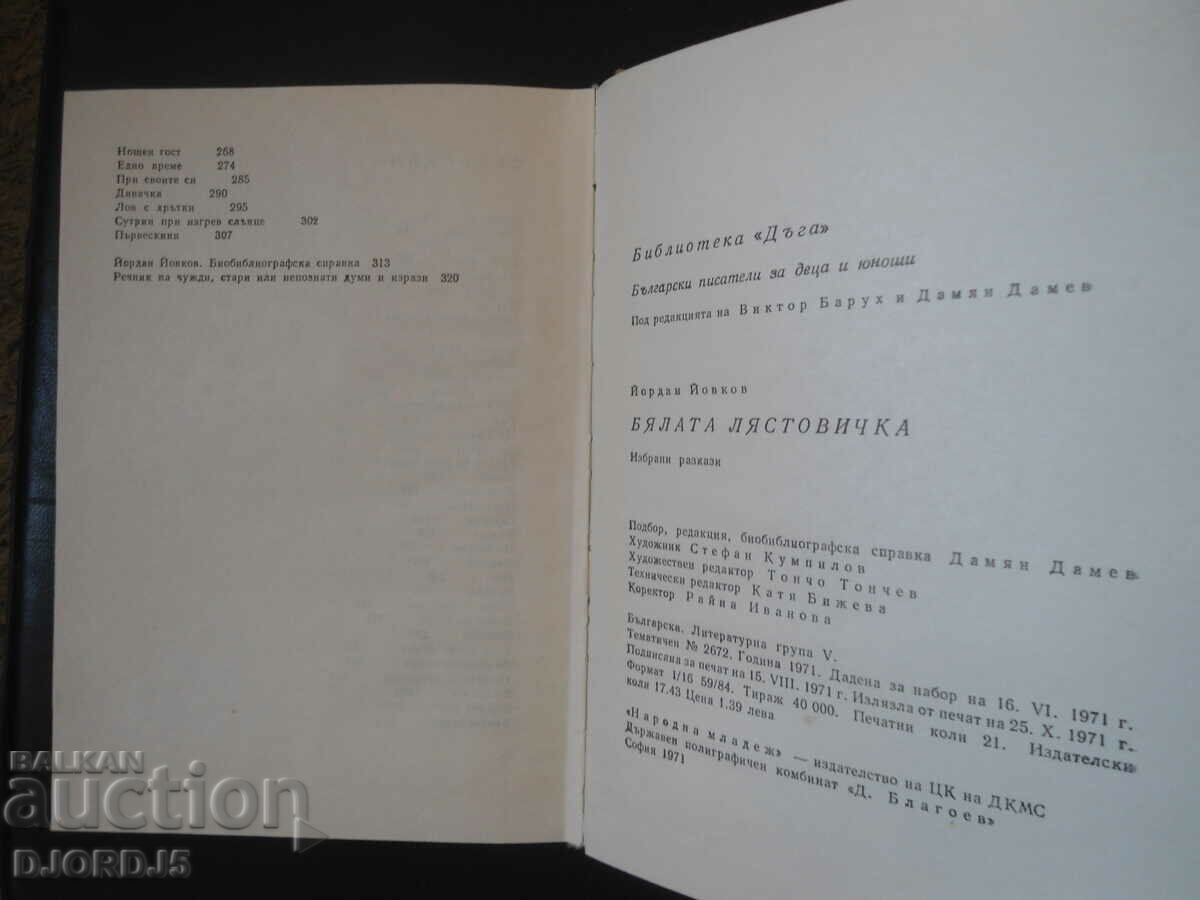 Нощен гост 268
Едно време 274
При своите си 285
Дивачка 290
Лов с хрътки 295
Сутрин при изгрев слънце 302
Първескиня 307
Йордан Йовков. Биобиблиографска справка 313
Речник на чужди, стари или непознати думи и изрази 320
Библиотека «Дъга»
Български писатели за деца и юноши
Под редакцията на Виктор Барух и Дамян Дамев
Йордан Йовков
БЯЛАТА ЛЯСТОВИЧКА
Избрани разкази
Подбор, редакция, биобиблиографска справка Дамян Дамев
Художник Стефан Кумпилов
Художествен редактор Тончо Тончев
Технически редактор Катя Бижева
Коректор Райна Иванова
Българска. Литературна група V.
Тематичен № 2672. Година 1971. Дадена за набор на 16. VI. 1971 г.
Подписана за печат на 15. VIII. 1971 г. Излязла от печат на 25. X. 1971 г.
Формат 1/16 59/84. Тираж 40 000. Печатни коли 21. Издателски
коли 17.43 Цена 1.39 лева
«Народна младеж» — издателство на ЦК на ДКМС
Държавен полиграфичен комбинат «Д. Благоев»
София 1971
BALKAN
auction
DJORDJ5